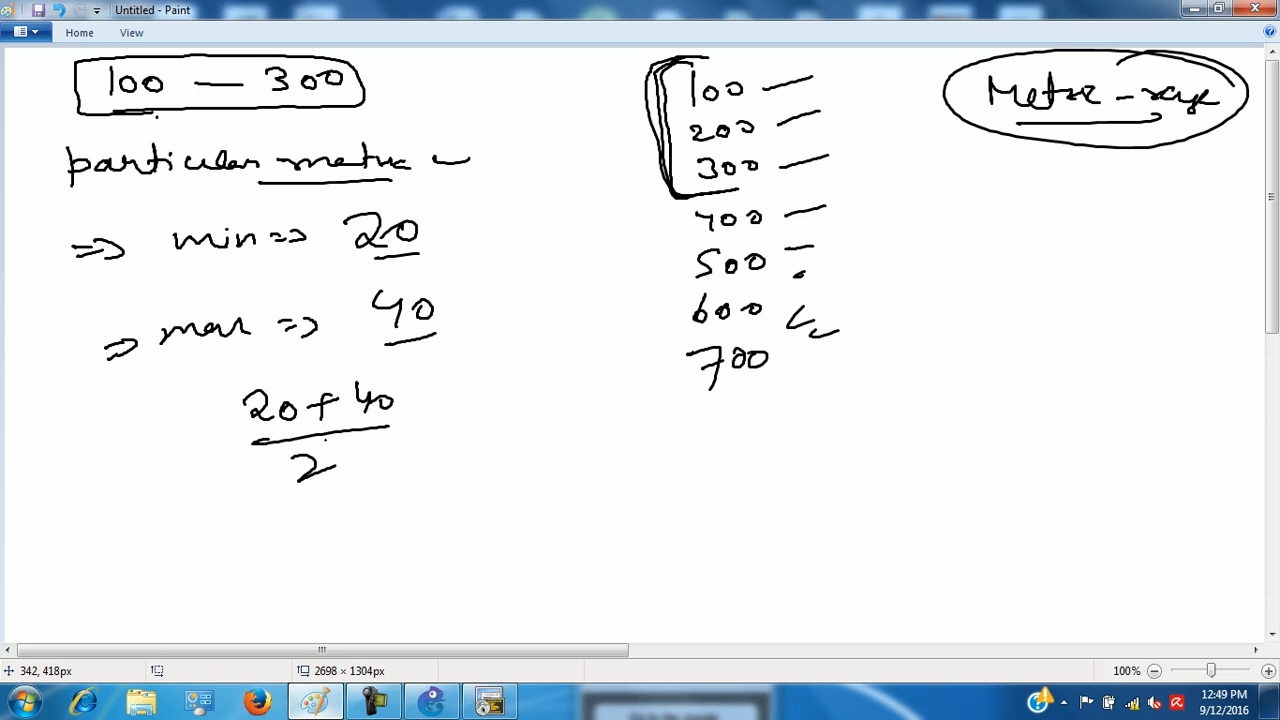 Untitled - Paint
Home View
100 — 300
particular metric
=> min => 20
=> max => 40
20 + 40
2
100 —
200 —
300 —
400 —
500 —
600
700
Metric - range
342, 418px
2698 × 1304px
100%
12:49 PM
9/12/2016